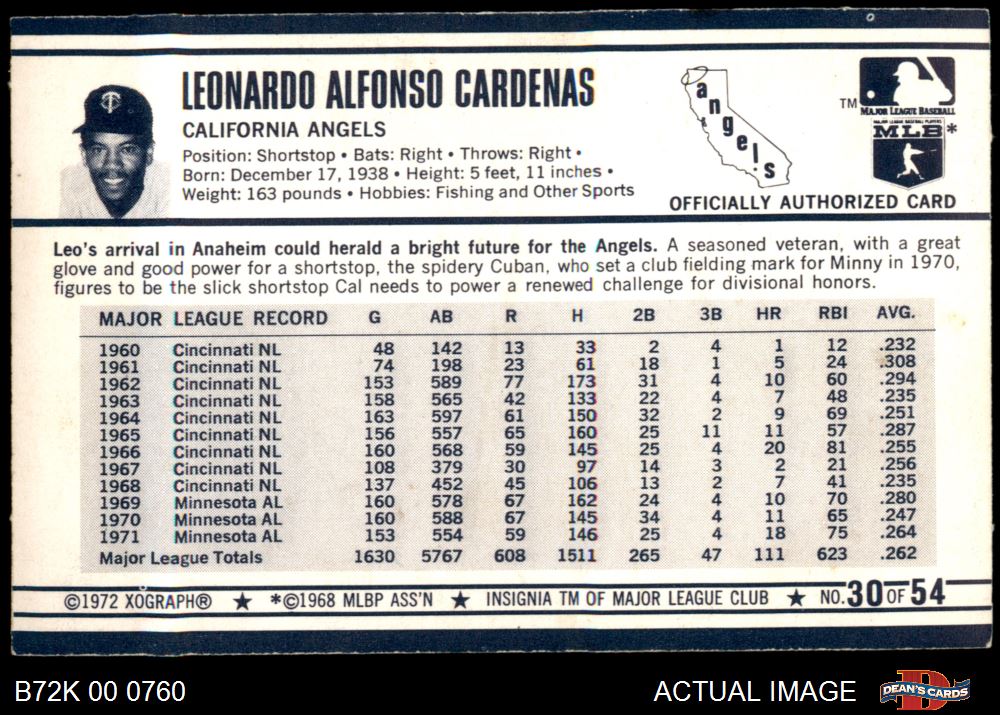 LEONARDO ALFONSO CARDENAS
CALIFORNIA ANGELS
Position: Shortstop • Bats: Right • Throws: Right •
Born: December 17, 1938 • Height: 5 feet, 11 inches •
Weight: 163 pounds • Hobbies: Fishing and Other Sports
angels
TM
MAJOR LEAGUE BASEBALL
MAJOR LEAGUE BASEBALL PLAYERS
MLB*
OFFICIALLY AUTHORIZED CARD
Leo's arrival in Anaheim could herald a bright future for the Angels. A seasoned veteran, with a great
glove and good power for a shortstop, the spidery Cuban, who set a club fielding mark for Minny in 1970,
figures to be the slick shortstop Cal needs to power a renewed challenge for divisional honors.
MAJOR LEAGUE RECORD G AB R H 2B 3B HR RBI AVG.
1960 Cincinnati NL 48 142 13 33 2 4 1 12 .232
1961 Cincinnati NL 74 198 23 61 18 1 5 24 .308
1962 Cincinnati NL 153 589 77 173 31 4 10 60 .294
1963 Cincinnati NL 158 565 42 133 22 4 7 48 .235
1964 Cincinnati NL 163 597 61 150 32 2 9 69 .251
1965 Cincinnati NL 156 557 65 160 25 11 11 57 .287
1966 Cincinnati NL 160 568 59 145 25 4 20 81 .255
1967 Cincinnati NL 108 379 30 97 14 3 2 21 .256
1968 Cincinnati NL 137 452 45 106 13 2 7 41 .235
1969 Minnesota AL 160 578 67 162 24 4 10 70 .280
1970 Minnesota AL 160 588 67 145 34 4 11 65 .247
1971 Minnesota AL 153 554 59 146 25 4 18 75 .264
Major League Totals 1630 5767 608 1511 265 47 111 623 .262
©1972 XOGRAPH® ★ *©1968 MLBP ASS'N ★ INSIGNIA TM OF MAJOR LEAGUE CLUB ★ NO. 30 OF 54
B72K 00 0760 ACTUAL IMAGE DEAN'S CARDS